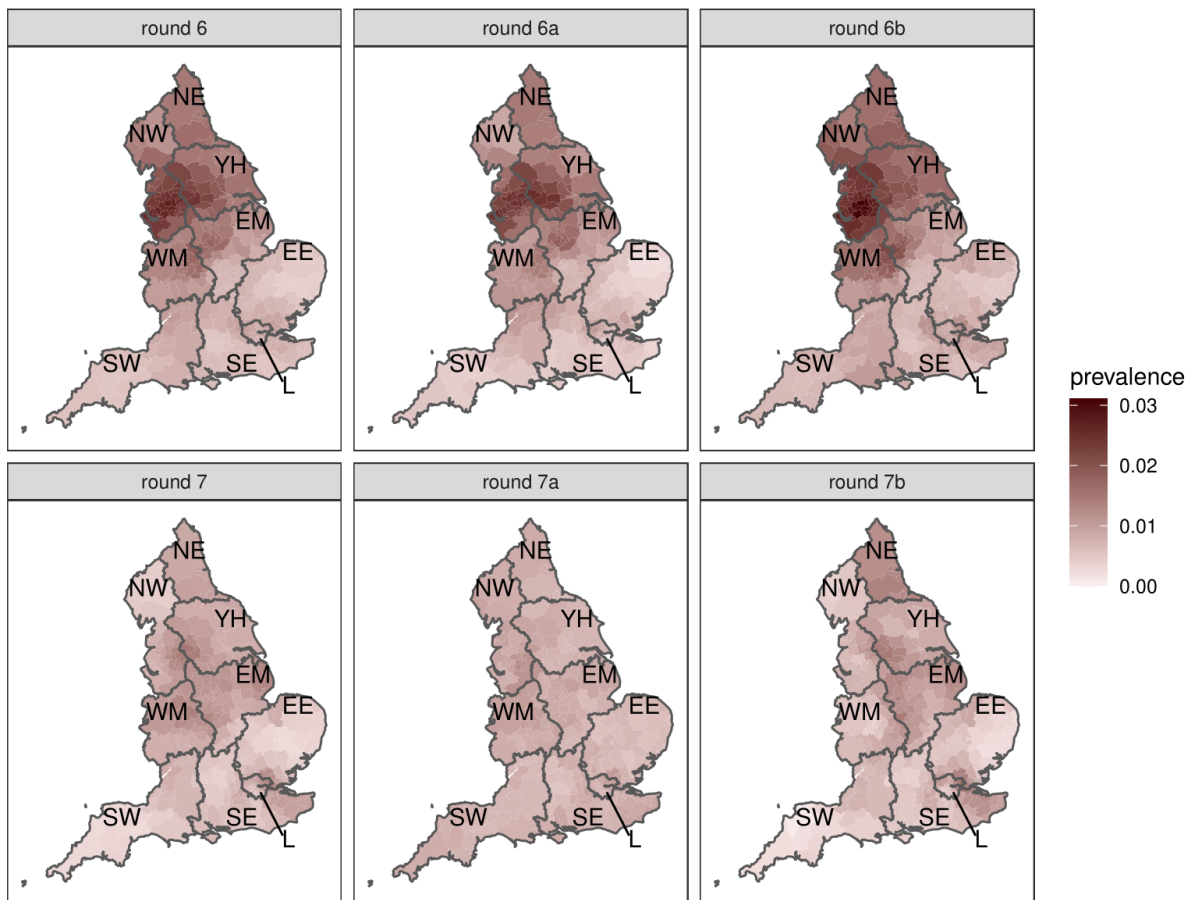 round 6
round 6a
round 6b
NE
NW
YH
EM
EE
WM
SW
SE
L
NE
NW
YH
EM
EE
WM
SW
SE
L
NE
NW
YH
EM
EE
WM
SW
SE
L
prevalence
0.03
0.02
0.01
0.00
round 7
round 7a
round 7b
NE
NW
YH
EM
EE
WM
SW
SE
L
NE
NW
YH
EM
EE
WM
SW
SE
L
NE
NW
YH
EM
EE
WM
SW
SE
L